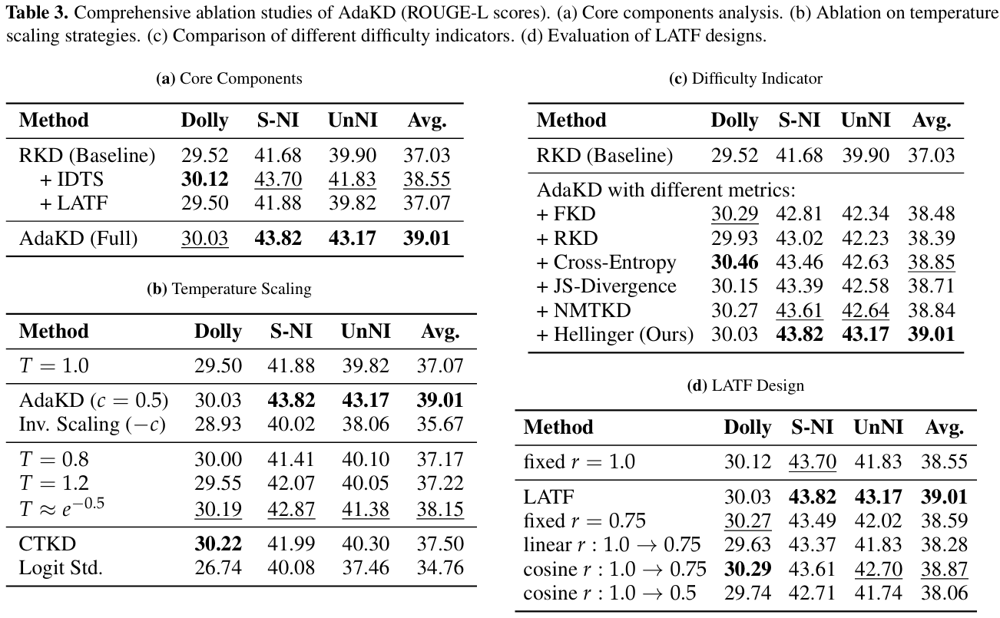 Table 3. Comprehensive ablation studies of AdaKD (ROUGE-L scores). (a) Core components analysis. (b) Ablation on temperature
scaling strategies. (c) Comparison of different difficulty indicators. (d) Evaluation of LATF designs.
(a) Core Components
Method Dolly S-NI UnNI Avg.
RKD (Baseline) 29.52 41.68 39.90 37.03
+ IDTS 30.12 43.70 41.83 38.55
+ LATF 29.50 41.88 39.82 37.07
AdaKD (Full) 30.03 43.82 43.17 39.01
(b) Temperature Scaling
Method Dolly S-NI UnNI Avg.
T = 1.0 29.50 41.88 39.82 37.07
AdaKD (c = 0.5) 30.03 43.82 43.17 39.01
Inv. Scaling (−c) 28.93 40.02 38.06 35.67
T = 0.8 30.00 41.41 40.10 37.17
T = 1.2 29.55 42.07 40.05 37.22
T ≈ e^−0.5 30.19 42.87 41.38 38.15
CTKD 30.22 41.99 40.30 37.50
Logit Std. 26.74 40.08 37.46 34.76
(c) Difficulty Indicator
Method Dolly S-NI UnNI Avg.
RKD (Baseline) 29.52 41.68 39.90 37.03
AdaKD with different metrics:
+ FKD 30.29 42.81 42.34 38.48
+ RKD 29.93 43.02 42.23 38.39
+ Cross-Entropy 30.46 43.46 42.63 38.85
+ JS-Divergence 30.15 43.39 42.58 38.71
+ NMTKD 30.27 43.61 42.64 38.84
+ Hellinger (Ours) 30.03 43.82 43.17 39.01
(d) LATF Design
Method Dolly S-NI UnNI Avg.
fixed r = 1.0 30.12 43.70 41.83 38.55
LATF 30.03 43.82 43.17 39.01
fixed r = 0.75 30.27 43.49 42.02 38.59
linear r : 1.0 → 0.75 29.63 43.37 41.83 38.28
cosine r : 1.0 → 0.75 30.29 43.61 42.70 38.87
cosine r : 1.0 → 0.5 29.74 42.71 41.74 38.06